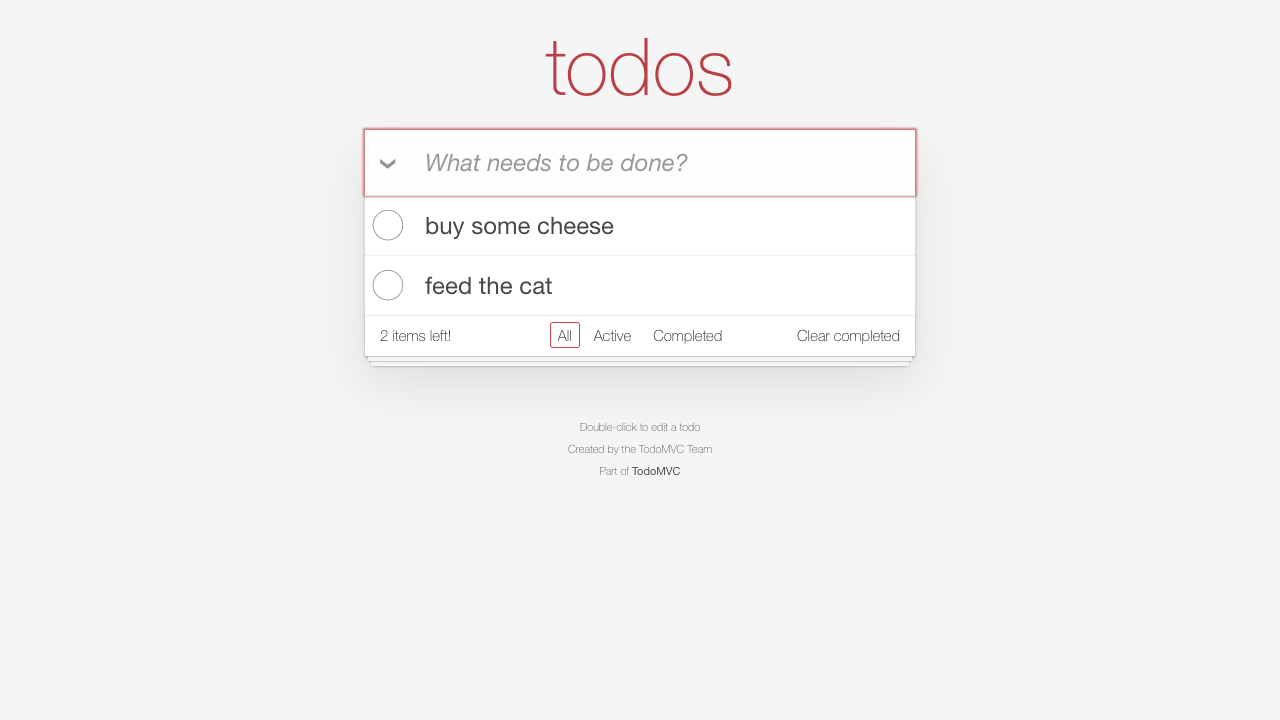 todos
What needs to be done?
buy some cheese
feed the cat
2 items left! All Active Completed Clear completed
Double-click to edit a todo
Created by the TodoMVC Team
Part of TodoMVC